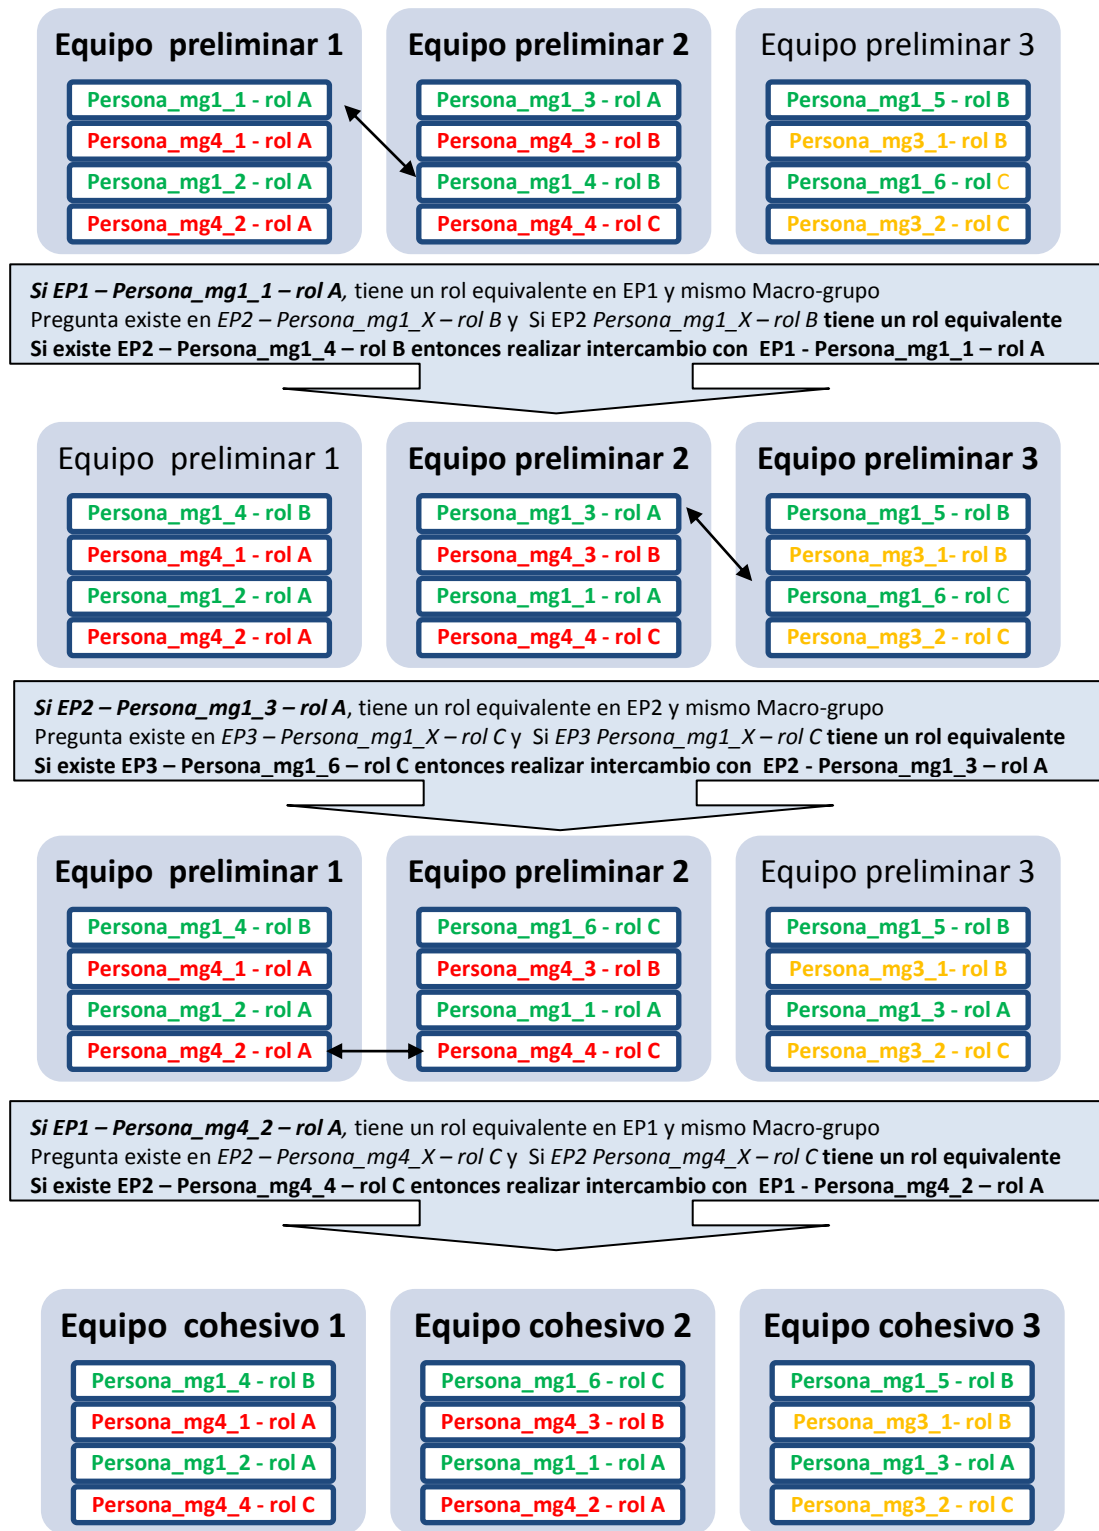 Equipo preliminar 1
Persona_mg1_1 - rol A
Persona_mg4_1 - rol A
Persona_mg1_2 - rol A
Persona_mg4_2 - rol A
Equipo preliminar 2
Persona_mg1_3 - rol A
Persona_mg4_3 - rol B
Persona_mg1_4 - rol B
Persona_mg4_4 - rol C
Equipo preliminar 3
Persona_mg1_5 - rol B
Persona_mg3_1- rol B
Persona_mg1_6 - rol C
Persona_mg3_2 - rol C
Si EP1 – Persona_mg1_1 – rol A, tiene un rol equivalente en EP1 y mismo Macro-grupo
Pregunta existe en EP2 – Persona_mg1_X – rol B y Si EP2 Persona_mg1_X – rol B tiene un rol equivalente
Si existe EP2 – Persona_mg1_4 – rol B entonces realizar intercambio con EP1 - Persona_mg1_1 – rol A
Equipo preliminar 1
Persona_mg1_4 - rol B
Persona_mg4_1 - rol A
Persona_mg1_2 - rol A
Persona_mg4_2 - rol A
Equipo preliminar 2
Persona_mg1_3 - rol A
Persona_mg4_3 - rol B
Persona_mg1_1 - rol A
Persona_mg4_4 - rol C
Equipo preliminar 3
Persona_mg1_5 - rol B
Persona_mg3_1- rol B
Persona_mg1_6 - rol C
Persona_mg3_2 - rol C
Si EP2 – Persona_mg1_3 – rol A, tiene un rol equivalente en EP2 y mismo Macro-grupo
Pregunta existe en EP3 – Persona_mg1_X – rol C y Si EP3 Persona_mg1_X – rol C tiene un rol equivalente
Si existe EP3 – Persona_mg1_6 – rol C entonces realizar intercambio con EP2 - Persona_mg1_3 – rol A
Equipo preliminar 1
Persona_mg1_4 - rol B
Persona_mg4_1 - rol A
Persona_mg1_2 - rol A
Persona_mg4_2 - rol A
Equipo preliminar 2
Persona_mg1_6 - rol C
Persona_mg4_3 - rol B
Persona_mg1_1 - rol A
Persona_mg4_4 - rol C
Equipo preliminar 3
Persona_mg1_5 - rol B
Persona_mg3_1- rol B
Persona_mg1_3 - rol A
Persona_mg3_2 - rol C
Si EP1 – Persona_mg4_2 – rol A, tiene un rol equivalente en EP1 y mismo Macro-grupo
Pregunta existe en EP2 – Persona_mg4_X – rol C y Si EP2 Persona_mg4_X – rol C tiene un rol equivalente
Si existe EP2 – Persona_mg4_4 – rol C entonces realizar intercambio con EP1 - Persona_mg4_2 – rol A
Equipo cohesivo 1
Persona_mg1_4 - rol B
Persona_mg4_1 - rol A
Persona_mg1_2 - rol A
Persona_mg4_4 - rol C
Equipo cohesivo 2
Persona_mg1_6 - rol C
Persona_mg4_3 - rol B
Persona_mg1_1 - rol A
Persona_mg4_2 - rol A
Equipo cohesivo 3
Persona_mg1_5 - rol B
Persona_mg3_1- rol B
Persona_mg1_3 - rol A
Persona_mg3_2 - rol C